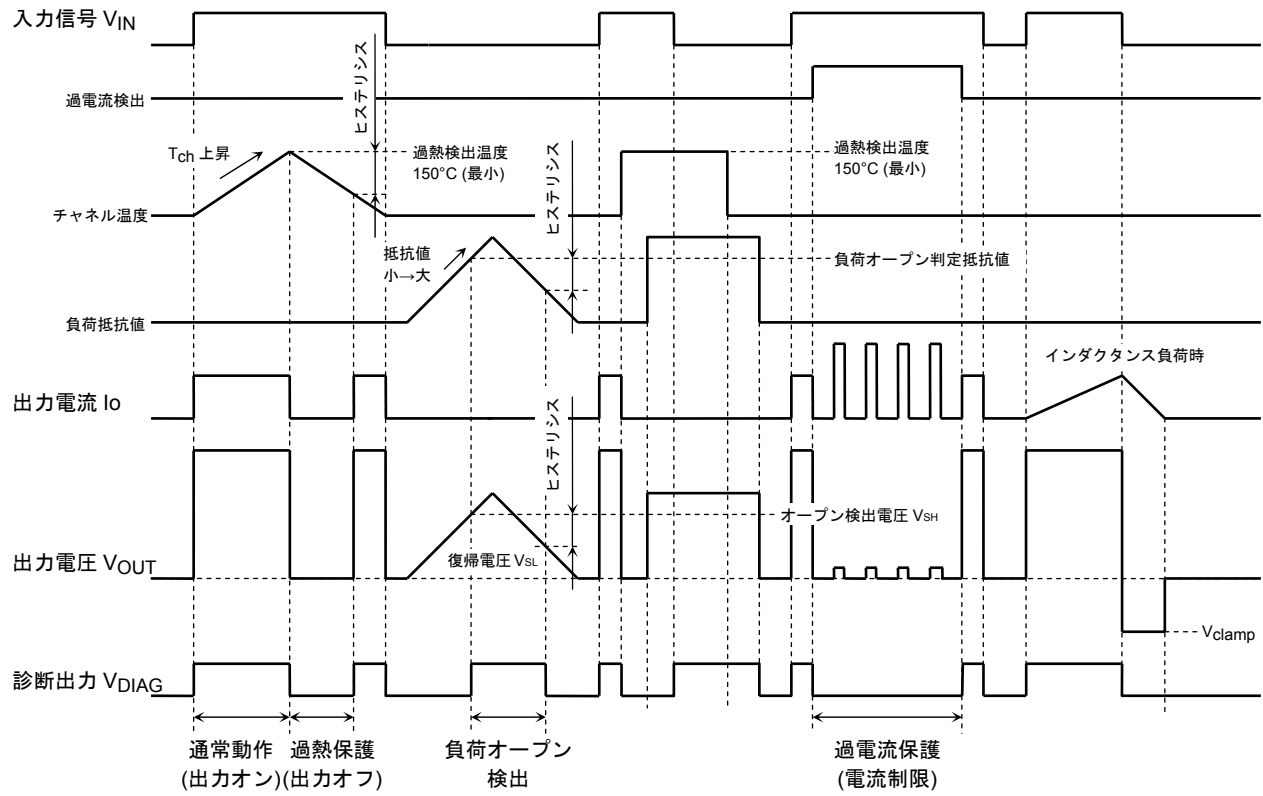 入力信号 VIN
過電流検出
ヒステリシス
Tch 上昇
過熱検出温度
150°C (最小)
過熱検出温度
150°C (最小)
チャネル温度
ヒステリシス
抵抗値
小→大
負荷オープン判定抵抗値
負荷抵抗値
インダクタンス負荷時
出力電流 Io
ヒステリシス
オープン検出電圧 VSH
復帰電圧 VSL
出力電圧 VOUT
Vclamp
診断出力 VDIAG
通常動作
(出力オン)
過熱保護
(出力オフ)
負荷オープン
検出
過電流保護
(電流制限)